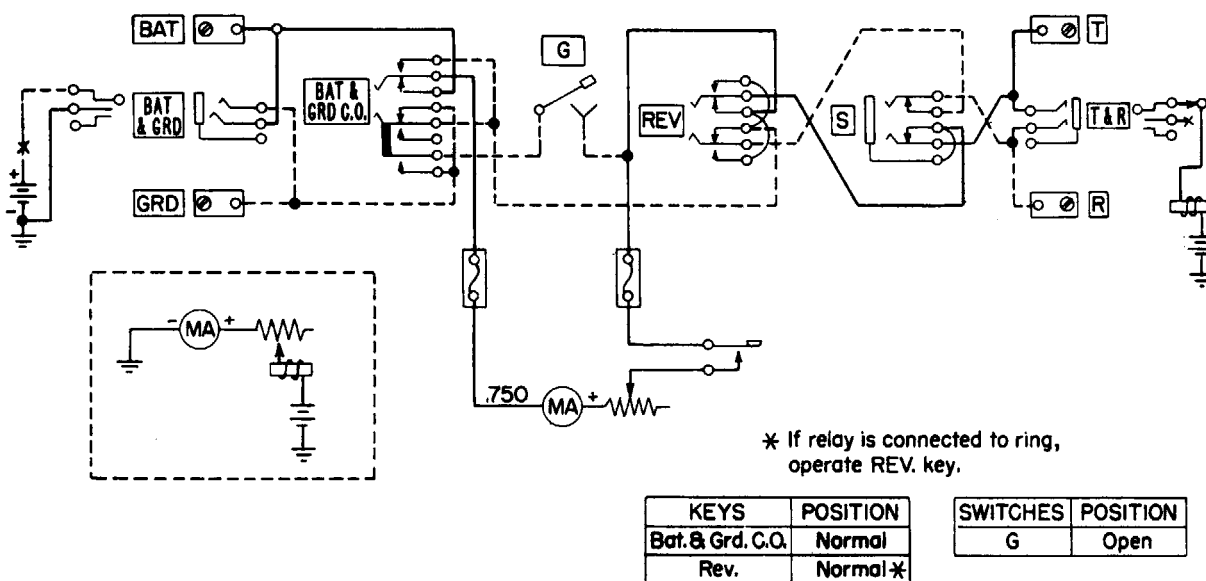 BAT
G
T
BAT
& GRD
BAT &
GRD C.O.
REV
S
T & R
GRD
R
+
-
- MA +
.750 MA +
* If relay is connected to ring,
operate REV. key.
KEYS POSITION
Bat. & Grd. C.O. Normal
Rev. Normal *
SWITCHES POSITION
G Open